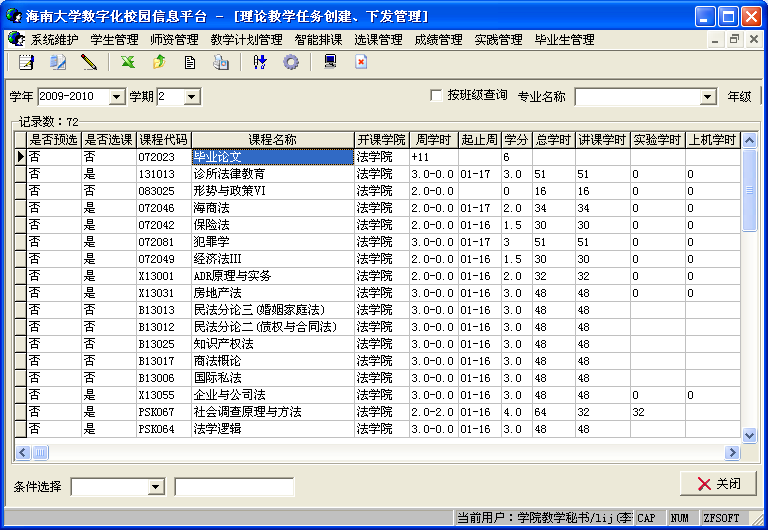 海南大学数字化校园信息平台 - [理论教学任务创建、下发管理]
系统维护 学生管理 师资管理 教学计划管理 智能排课 选课管理 成绩管理 实践管理 毕业生管理
学年 2009-2010 学期 2 按班级查询 专业名称 年级
记录数：72
是否预选 是否选课 课程代码 课程名称 开课学院 周学时 起止周 学分 总学时 讲课学时 实验学时 上机学时
否 否 072023 毕业论文 法学院 +11 6
否 是 131013 诊所法律教育 法学院 3.0-0.0 01-17 3.0 51 51 0 0
否 否 083025 形势与政策VI 法学院 2.0-0.0 0 16 16 0 0
否 是 072046 海商法 法学院 2.0-0.0 01-17 2.0 34 34 0 0
否 是 072042 保险法 法学院 2.0-0.0 01-16 1.5 30 30 0 0
否 是 072081 犯罪学 法学院 3.0-0.0 01-17 3 51 51 0 0
否 是 072049 经济法III 法学院 2.0-0.0 01-16 1.5 30 30 0 0
否 是 X13001 ADR原理与实务 法学院 2.0-0.0 01-16 2.0 32 32 0 0
否 是 X13031 房地产法 法学院 3.0-0.0 01-16 3.0 48 48 0 0
否 否 B13013 民法分论三(婚姻家庭法) 法学院 3.0-0.0 01-16 3.0 48 48
否 否 B13012 民法分论二(债权与合同法) 法学院 3.0-0.0 01-16 3.0 48 48
否 否 B13025 知识产权法 法学院 3.0-0.0 01-16 3.0 48 48
否 否 B13017 商法概论 法学院 3.0-0.0 01-16 3.0 48 48
否 否 B13006 国际私法 法学院 3.0-0.0 01-16 3.0 48 48
否 是 X13055 企业与公司法 法学院 3.0-0.0 01-16 3.0 48 48 0 0
否 是 PSK067 社会调查原理与方法 法学院 2.0-2.0 01-16 4.0 64 32 32
否 是 PSK064 法学逻辑 法学院 3.0-0.0 01-16 3.0 48 48
条件选择 关闭
当前用户：学院教学秘书/lij(李 CAP NUM ZFSOFT